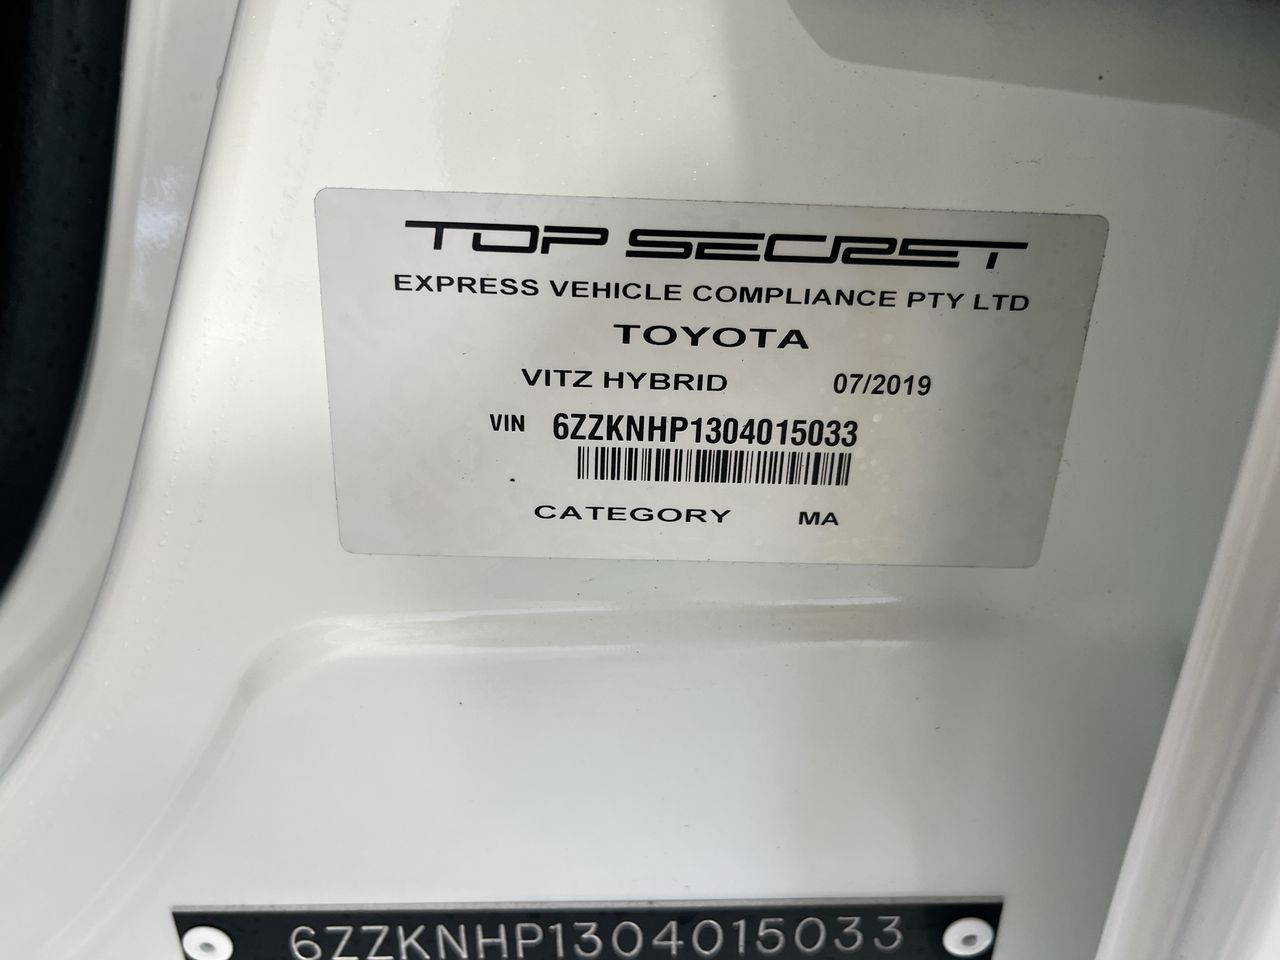 TOP SECRET
EXPRESS VEHICLE COMPLIANCE PTY LTD
TOYOTA
VITZ HYBRID 07/2019
VIN 6ZZKNHP1304015033
CATEGORY MA
6ZZKNHP1304015033